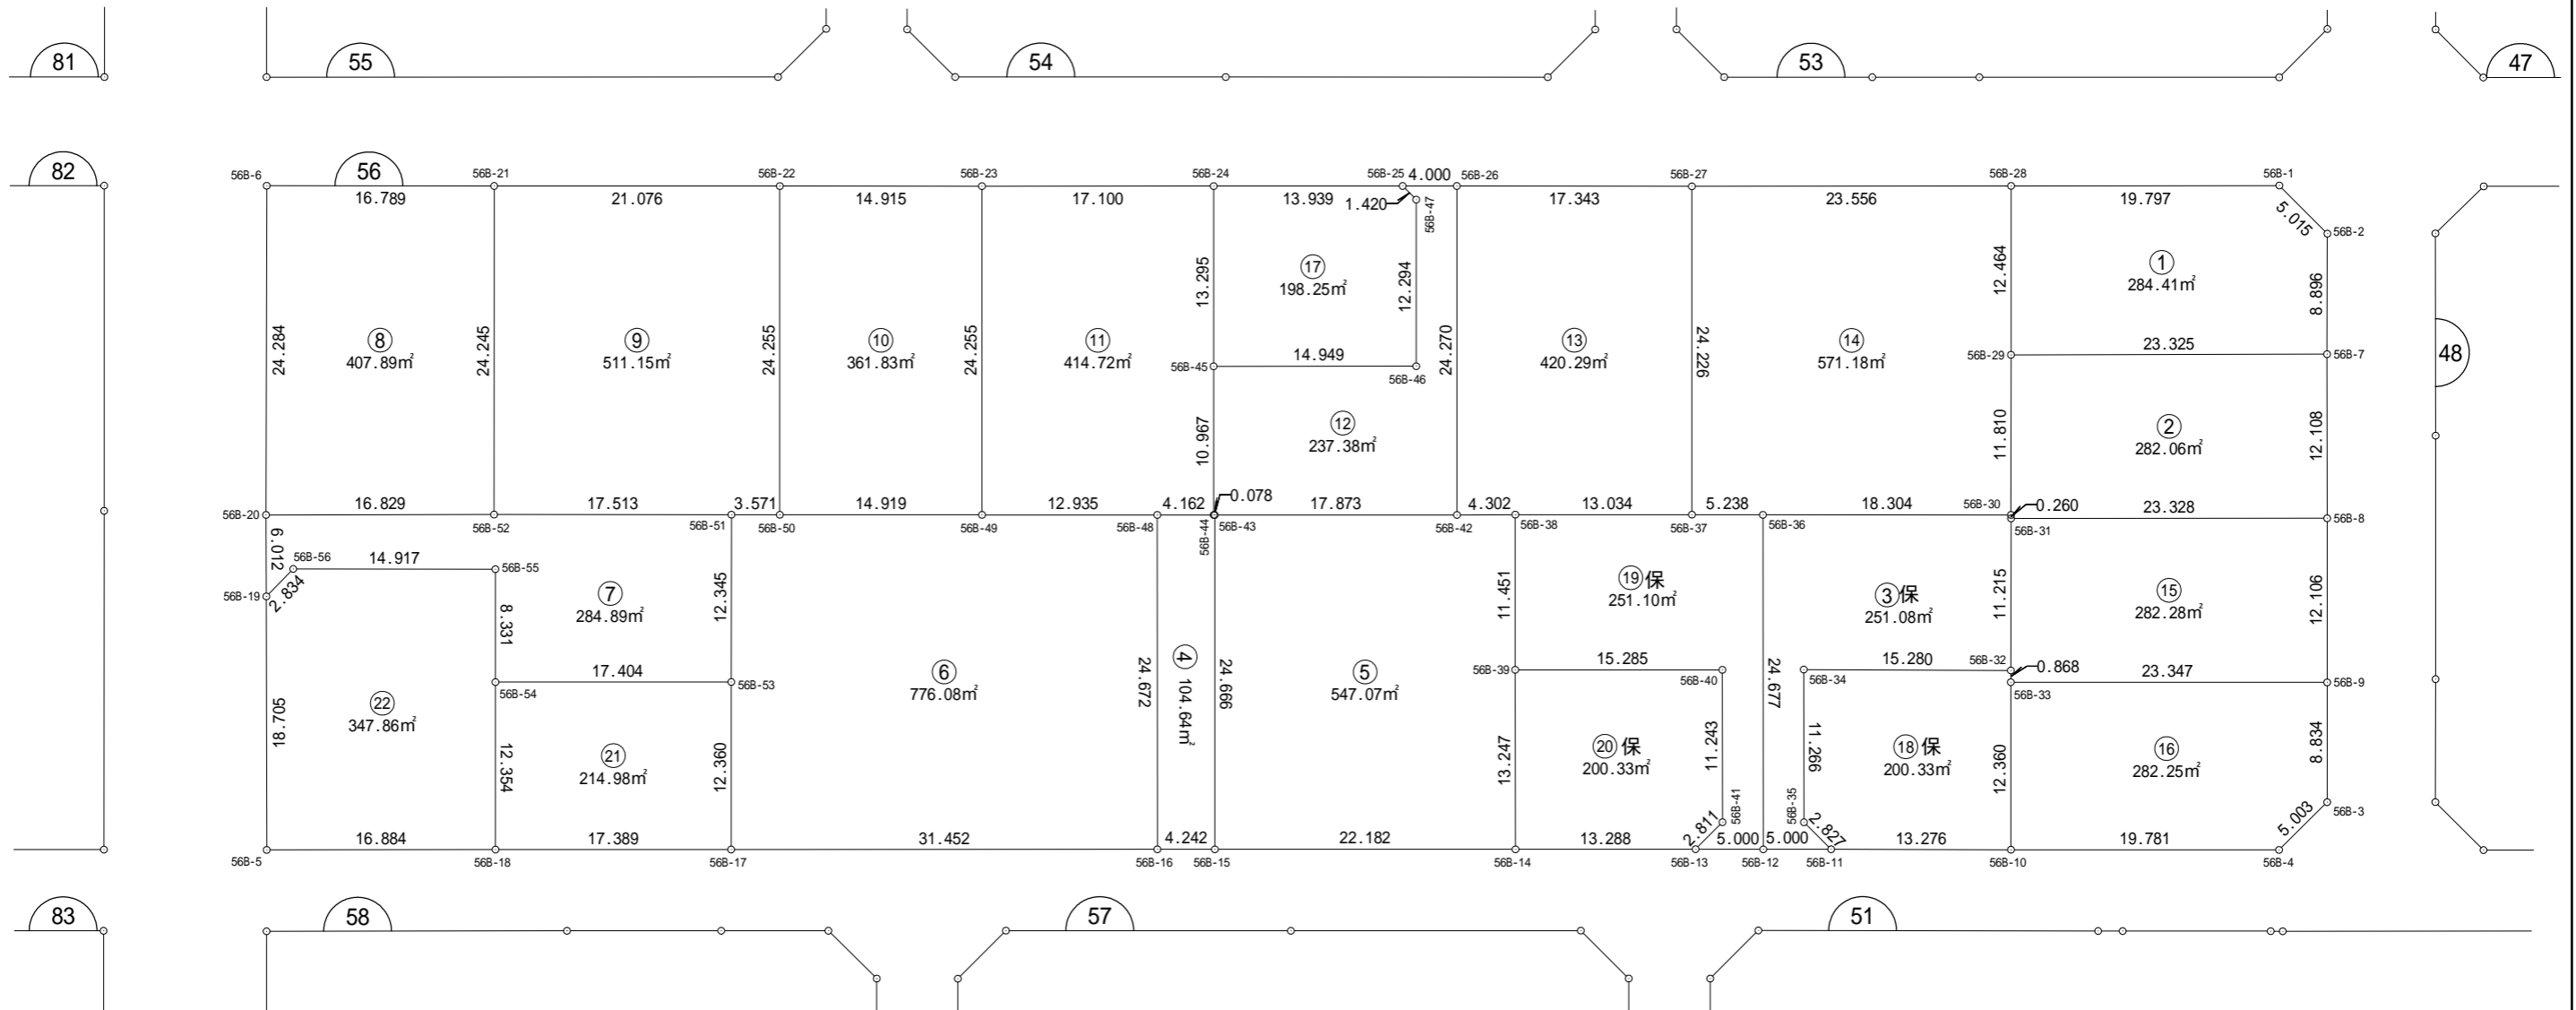 81
55
54
53
47
82
56
56B-6
56B-21
56B-22
56B-23
56B-24
56B-25
4.000
56B-26
56B-27
56B-28
56B-1
16.789
21.076
14.915
17.100
13.939
1.420
56B-47
17.343
23.556
19.797
5.015
56B-2
24.284
⑧
407.89㎡
24.245
⑨
511.15㎡
24.255
⑩
361.83㎡
24.255
⑪
414.72㎡
13.295
⑰
198.25㎡
12.294
24.270
⑬
420.29㎡
24.226
⑭
571.18㎡
12.464
①
284.41㎡
8.896
56B-45
14.949
56B-46
56B-29
23.325
56B-7
48
10.967
⑫
237.38㎡
11.810
②
282.06㎡
12.108
56B-20
16.829
56B-52
17.513
56B-51
3.571
56B-50
14.919
56B-49
12.935
56B-48
4.162
56B-44
0.078
56B-43
17.873
56B-42
4.302
56B-38
13.034
56B-37
5.238
56B-36
18.304
56B-30
0.260
56B-31
23.328
56B-8
6.012
56B-56
14.917
56B-55
56B-19
2.834
8.331
⑦
284.89㎡
12.345
11.451
⑲保
251.10㎡
③保
251.08㎡
11.215
⑮
282.28㎡
12.106
17.404
56B-54
56B-53
⑥
776.08㎡
24.672
④ 104.64㎡
24.666
⑤
547.07㎡
56B-39
15.285
56B-40
24.677
56B-34
15.280
56B-32
0.868
56B-33
23.347
56B-9
18.705
㉒
347.86㎡
12.354
㉑
214.98㎡
12.360
13.247
⑳保
200.33㎡
11.243
56B-41
2.811
56B-35
11.266
2.827
⑱保
200.33㎡
12.360
⑯
282.25㎡
8.834
5.003
56B-3
16.884
17.389
31.452
4.242
22.182
13.288
5.000
5.000
13.276
19.781
56B-5
56B-18
56B-17
56B-16
56B-15
56B-14
56B-13
56B-12
56B-11
56B-10
56B-4
83
58
57
51